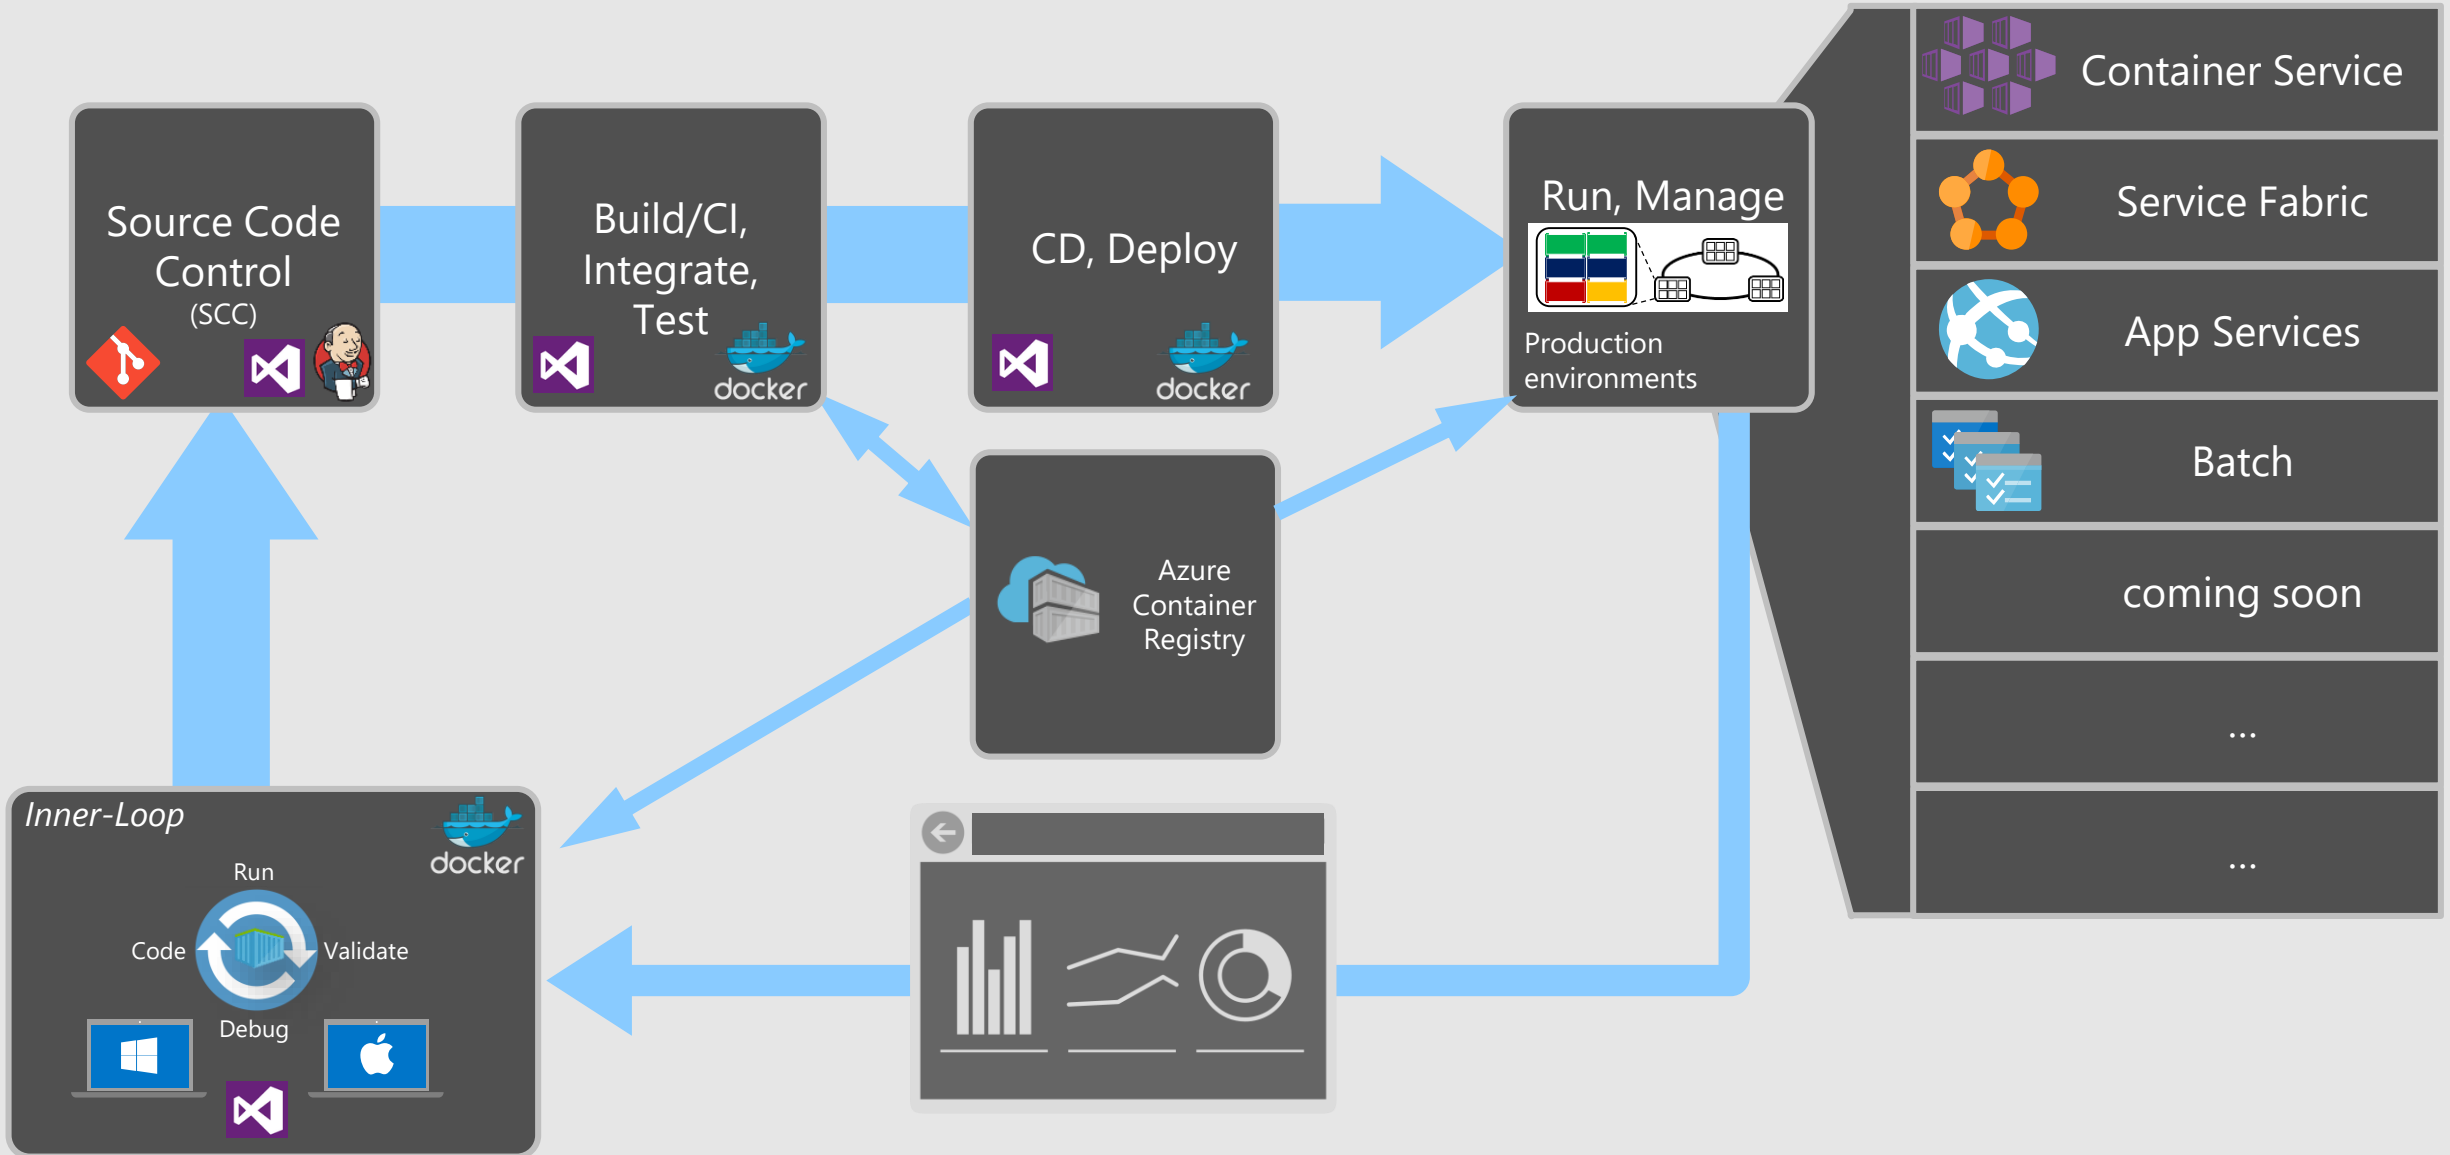 Source Code
Control
(SCC)
Build/CI,
Integrate,
Test
docker
CD, Deploy
docker
Run, Manage
Production
environments
Container Service
Service Fabric
App Services
Batch
coming soon
...
...
Azure
Container
Registry
Inner-Loop
docker
Run
Code
Validate
Debug